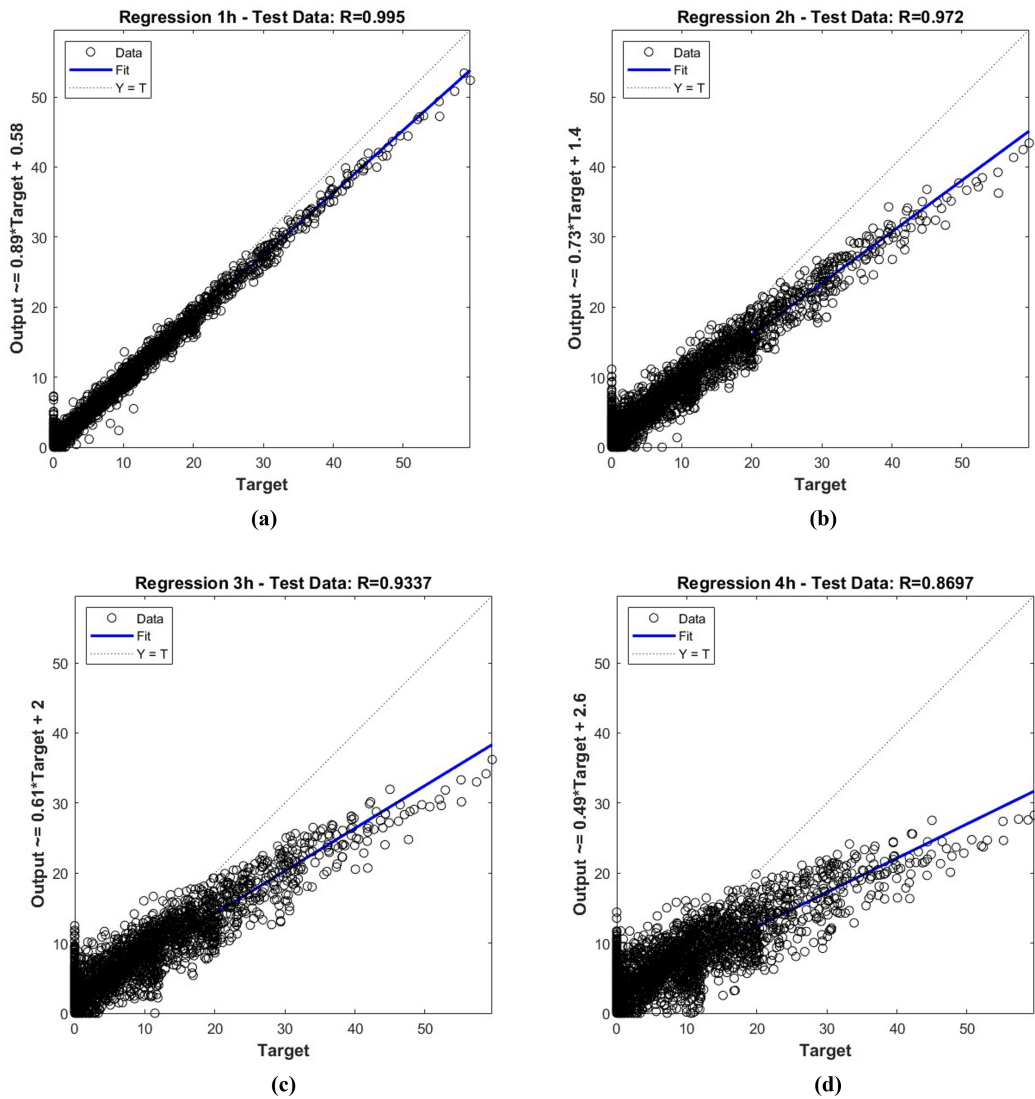 Regression 1h - Test Data: R=0.995
Data
Fit
Y = T
Output ~= 0.89*Target + 0.58
50
40
30
20
10
0
0 10 20 30 40 50
Target
(a)
Regression 2h - Test Data: R=0.972
Data
Fit
Y = T
Output ~= 0.73*Target + 1.4
50
40
30
20
10
0
0 10 20 30 40 50
Target
(b)
Regression 3h - Test Data: R=0.9337
Data
Fit
Y = T
Output ~= 0.61*Target + 2
50
40
30
20
10
0
0 10 20 30 40 50
Target
(c)
Regression 4h - Test Data: R=0.8697
Data
Fit
Y = T
Output ~= 0.49*Target + 2.6
50
40
30
20
10
0
0 10 20 30 40 50
Target
(d)